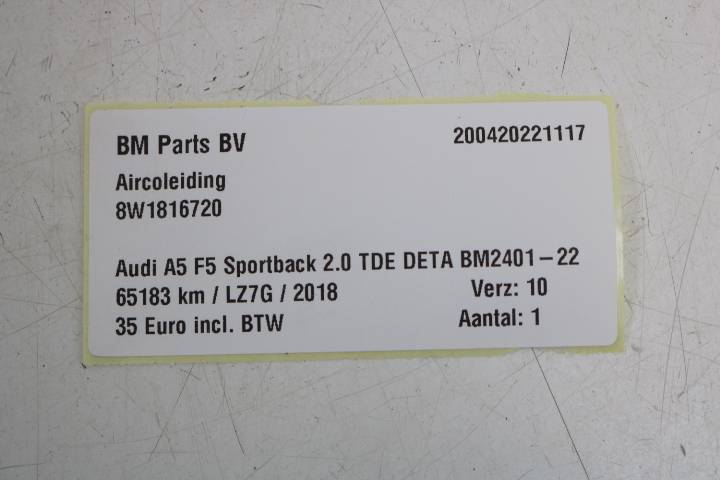 BM Parts BV 200420221117
Aircoleiding
8W1816720
Audi A5 F5 Sportback 2.0 TDE DETA BM2401-22
65183 km / LZ7G / 2018 Verz: 10
35 Euro incl. BTW Aantal: 1